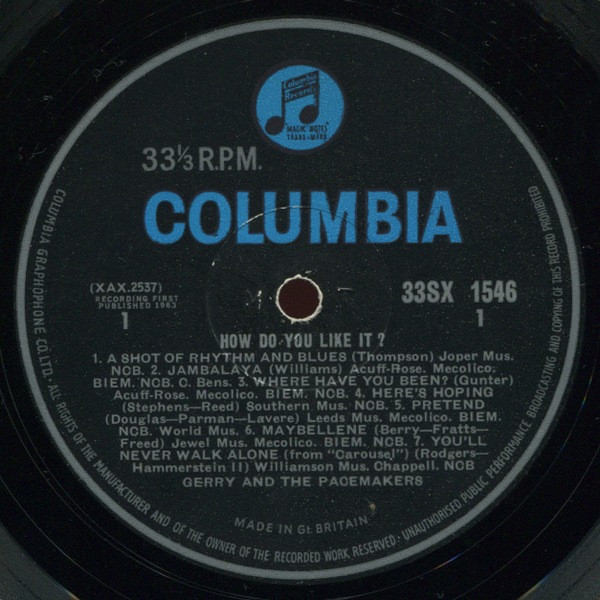 Columbia
Records
"MAGIC NOTES"
TRADE-MARK
33⅓ R.P.M.
COLUMBIA
(XAX.2537)
RECORDING FIRST
PUBLISHED 1963
1
33SX 1546
1
HOW DO YOU LIKE IT ?
1. A SHOT OF RHYTHM AND BLUES (Thompson) Joper Mus.
NCB. 2. JAMBALAYA (Williams) Acuff-Rose. Mecolico.
BIEM. NCB. C. Bens. 3. WHERE HAVE YOU BEEN? (Gunter)
Acuff-Rose. Mecolico. BIEM. NCB. 4. HERE'S HOPING
(Stephens—Reed) Southern Mus. NCB. 5. PRETEND
(Douglas—Parman—Lavere) Leeds Mus. Mecolico. BIEM.
NCB. World Mus. 6. MAYBELLENE (Berry—Fratts—
Freed) Jewel Mus. Mecolico. BIEM. NCB. 7. YOU'LL
NEVER WALK ALONE (from "Carousel") (Rodgers—
Hammerstein II) Williamson Mus. Chappell. NCB
GERRY AND THE PACEMAKERS
MADE IN Gt. BRITAIN
COLUMBIA GRAPHOPHONE CO. LTD. · ALL RIGHTS OF THE MANUFACTURER AND OF THE OWNER OF THE RECORDED WORK RESERVED · UNAUTHORISED PUBLIC PERFORMANCE BROADCASTING AND COPYING OF THIS RECORD PROHIBITED